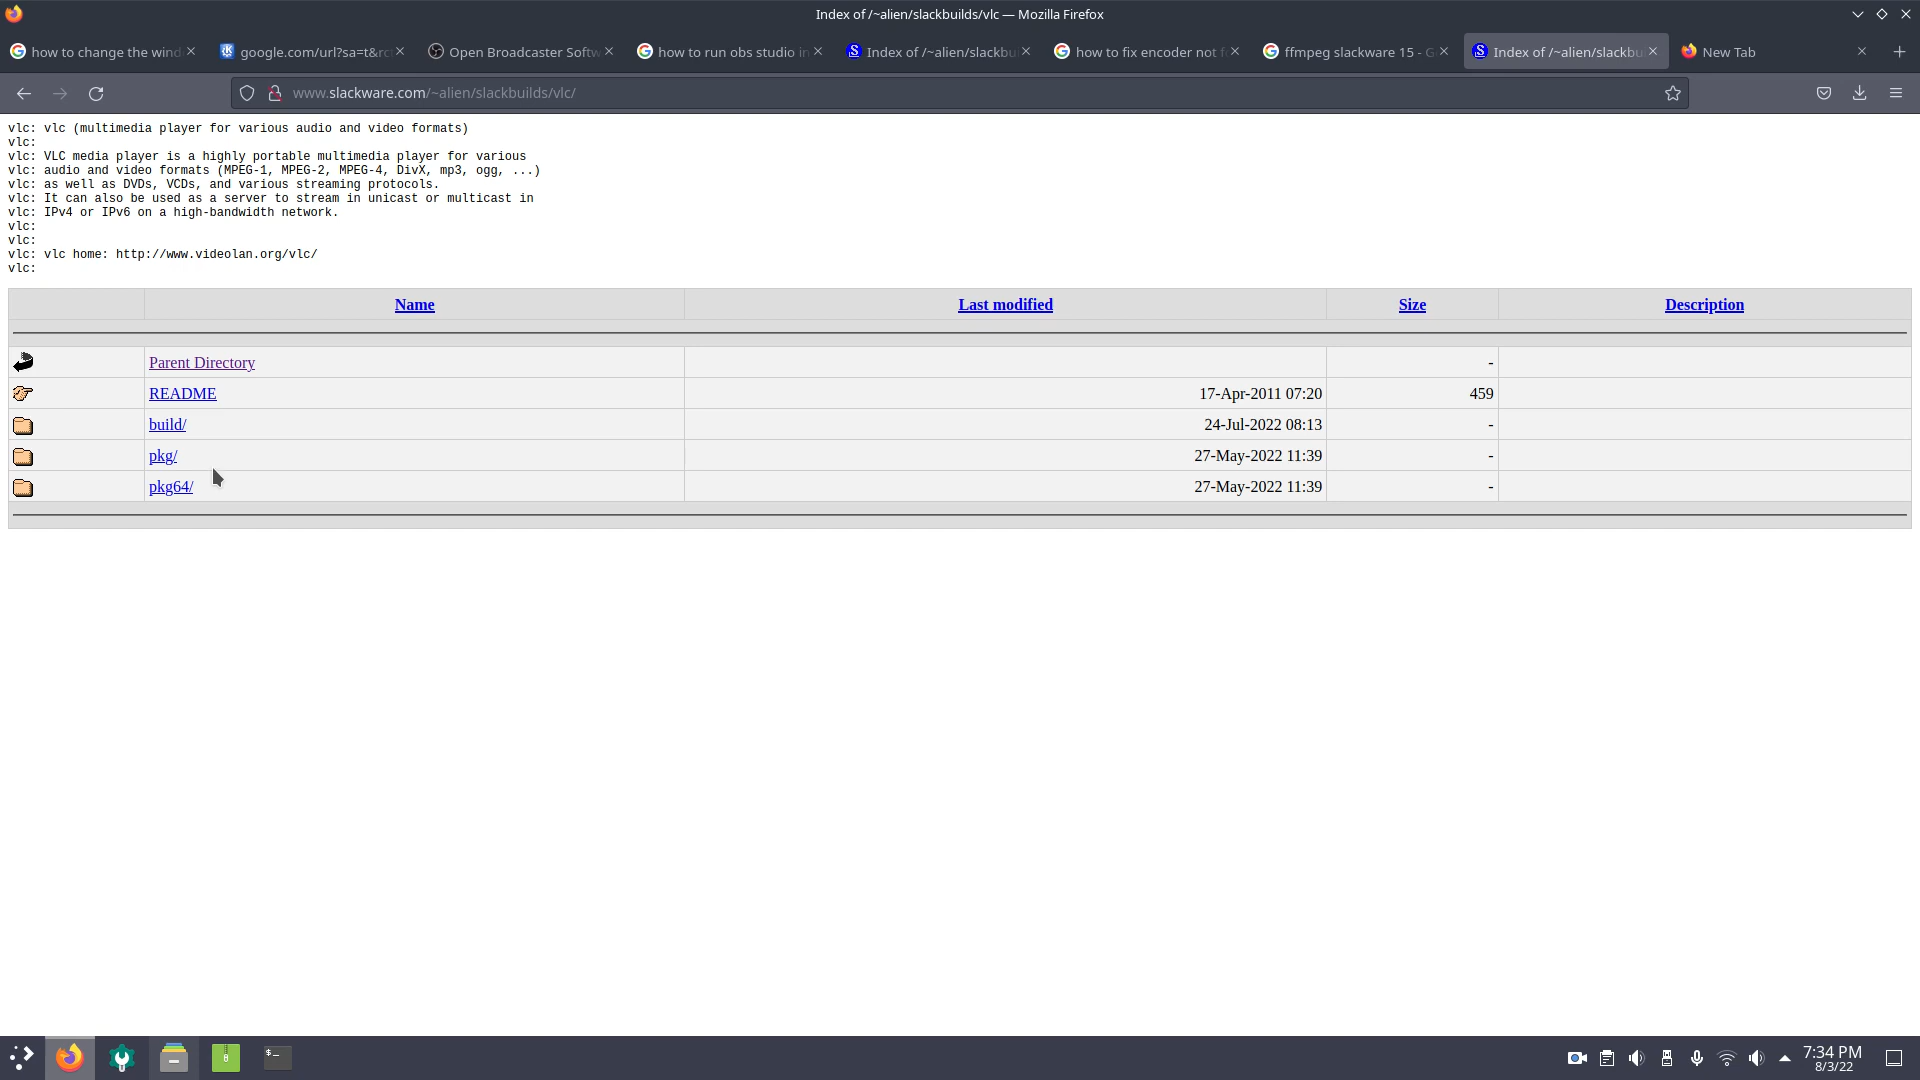 Index of /~alien/slackbuilds/vlc — Mozilla Firefox
how to change the wind
google.com/url?sa=t&rct
Open Broadcaster Softw
how to run obs studio in
Index of /~alien/slackbui
how to fix encoder not f
ffmpeg slackware 15 - G
Index of /~alien/slackbu
New Tab
www.slackware.com/~alien/slackbuilds/vlc/
vlc: vlc (multimedia player for various audio and video formats)
vlc:
vlc: VLC media player is a highly portable multimedia player for various
vlc: audio and video formats (MPEG-1, MPEG-2, MPEG-4, DivX, mp3, ogg, ...)
vlc: as well as DVDs, VCDs, and various streaming protocols.
vlc: It can also be used as a server to stream in unicast or multicast in
vlc: IPv4 or IPv6 on a high-bandwidth network.
vlc:
vlc:
vlc: vlc home: http://www.videolan.org/vlc/
vlc:
Name Last modified Size Description
Parent Directory -
README 17-Apr-2011 07:20 459
build/ 24-Jul-2022 08:13 -
pkg/ 27-May-2022 11:39 -
pkg64/ 27-May-2022 11:39 -
7:34 PM
8/3/22